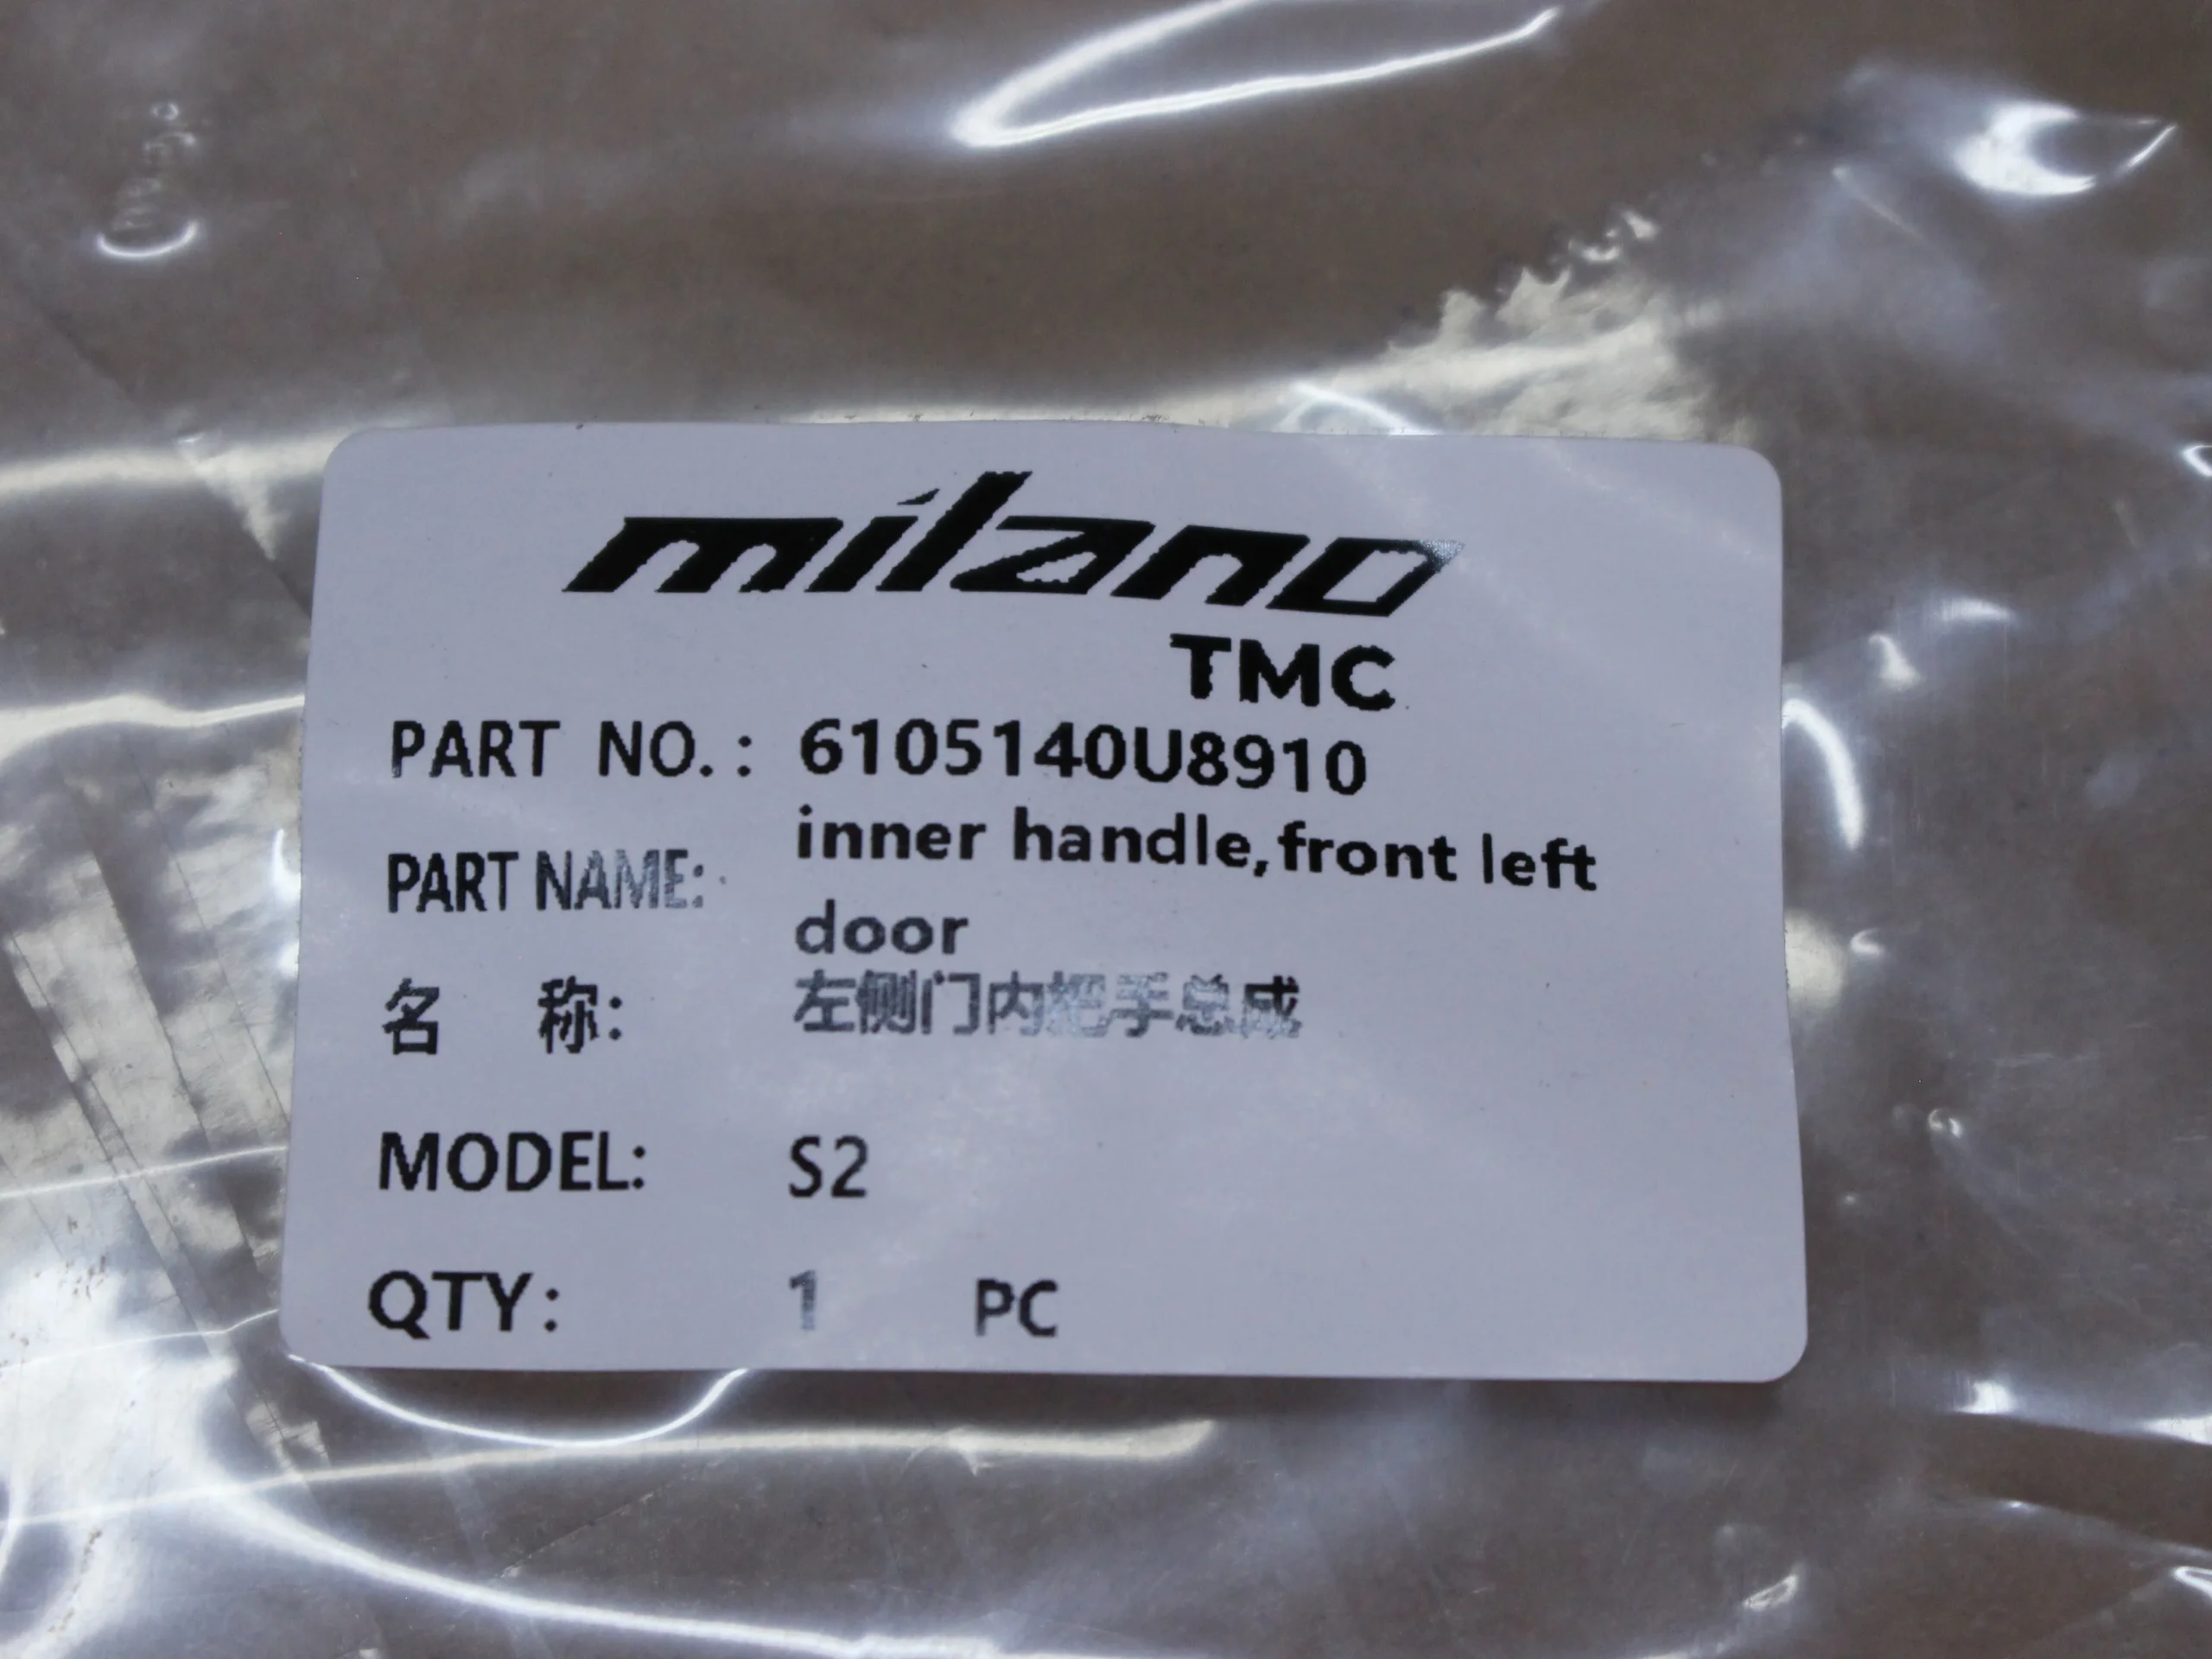 milano
TMC
PART NO.: 6105140U8910
PART NAME: inner handle,front left
door
名 称: 左侧门内把手总成
MODEL: S2
QTY: 1 PC